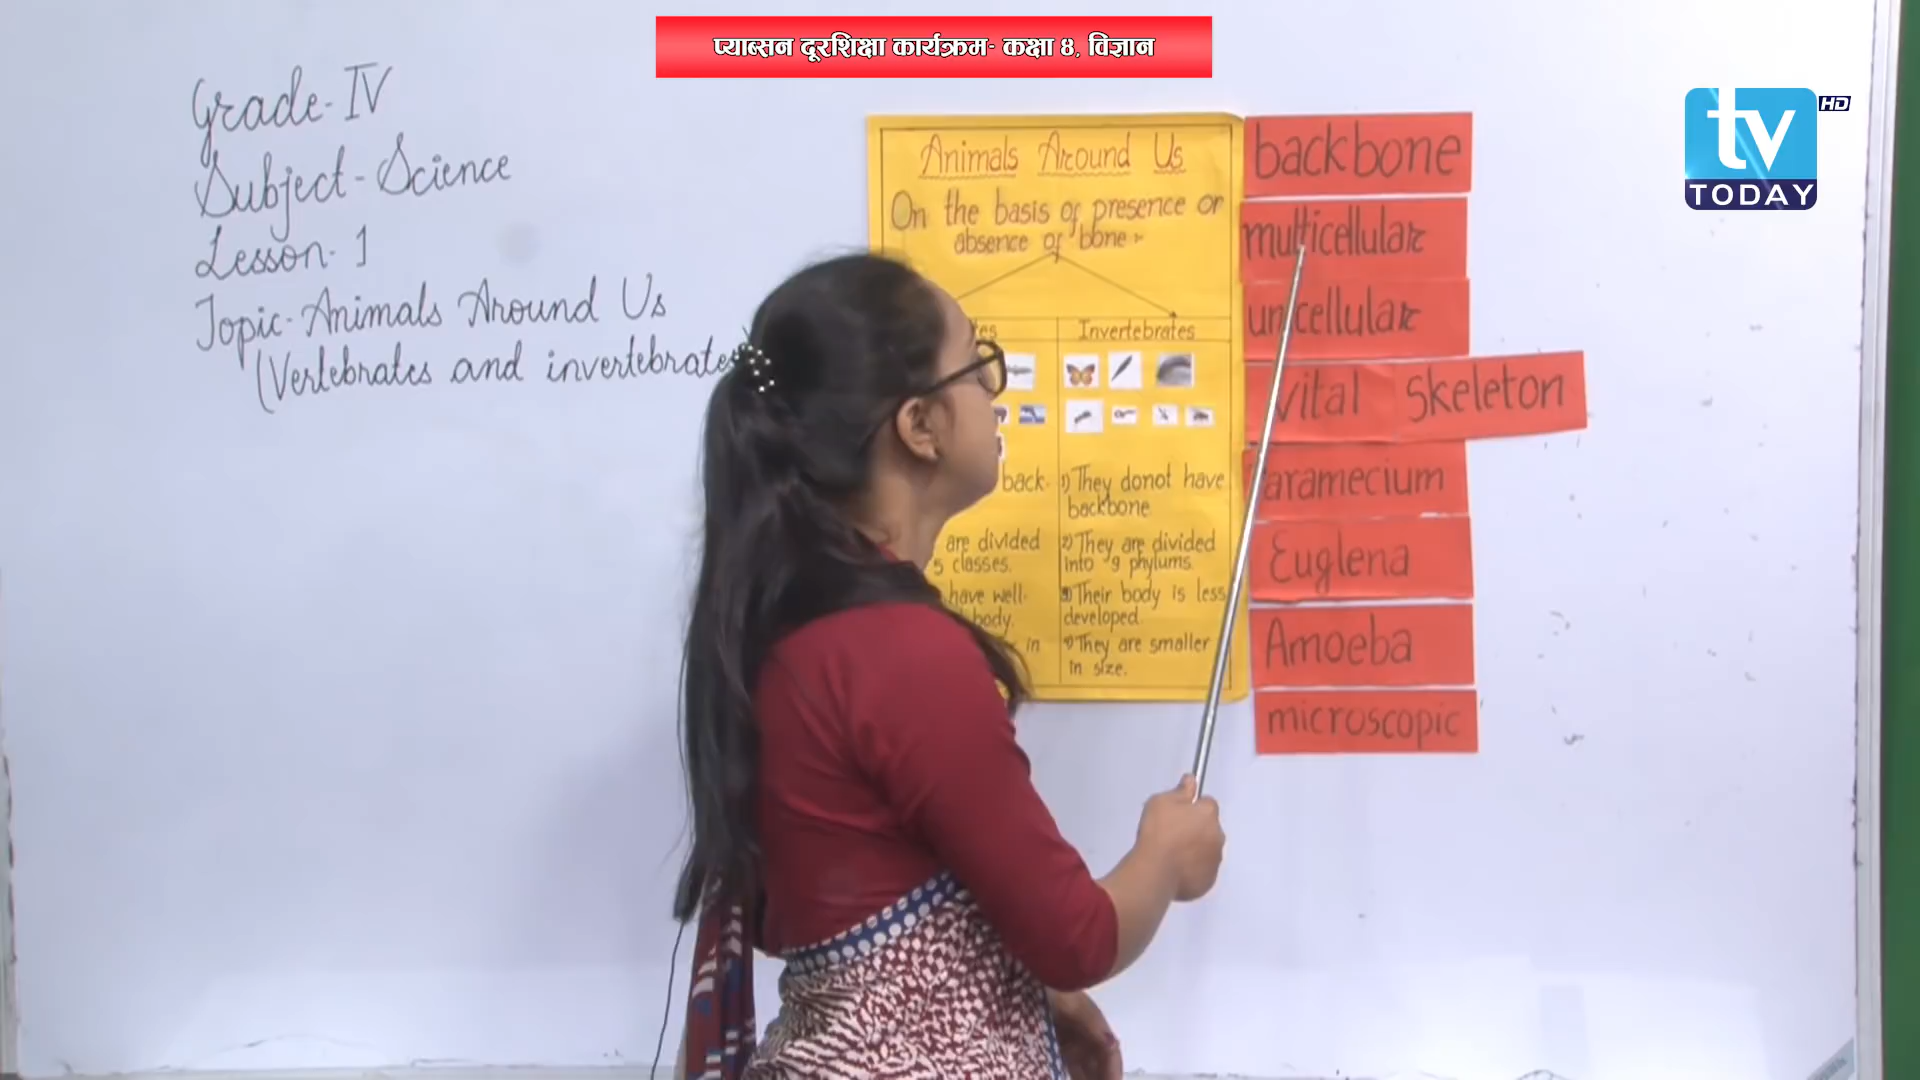 प्याब्सन दूरशिक्षा कार्यक्रम- कक्षा ४, विज्ञान
tv HD
TODAY
Grade-IV
Subject-Science
Lesson-1
Topic-Animals Around Us
(Vertebrates and invertebrates
Animals Around Us
On the basis of presence or
absence of bone:-
Invertebrates
back-
are divided
5 classes.
have well-
body.
in
1) They donot have
backbone
2) They are divided
into 9 phylums.
3) Their body is less
developed.
4) They are smaller
in size.
backbone
multicellular
unicellular
vital
Skeleton
aramecium
Euglena
Amoeba
microscopic